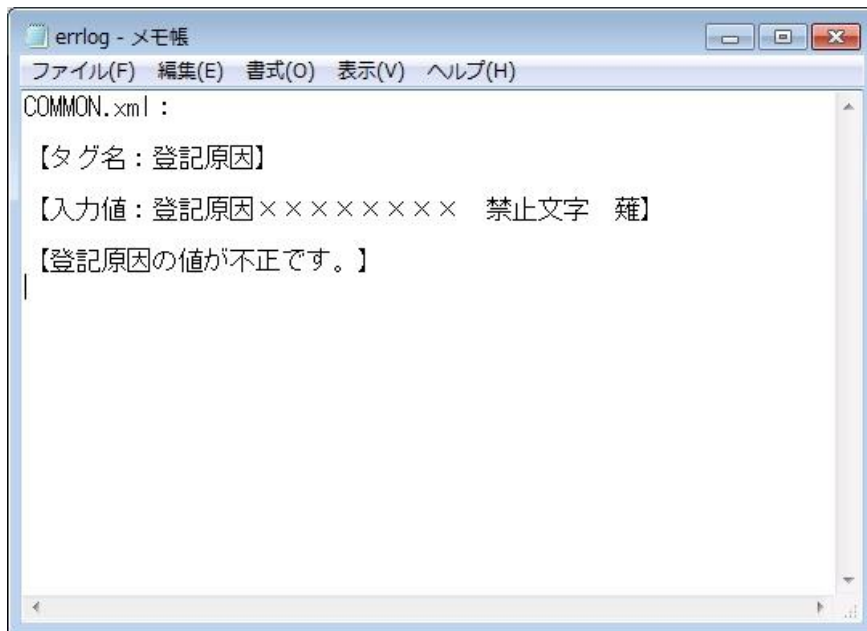 errlog - メモ帳
ファイル(F) 編集(E) 書式(O) 表示(V) ヘルプ(H)
COMMON.xml：
【タグ名：登記原因】
【入力値：登記原因××××××××　禁止文字　薙】
【登記原因の値が不正です。】